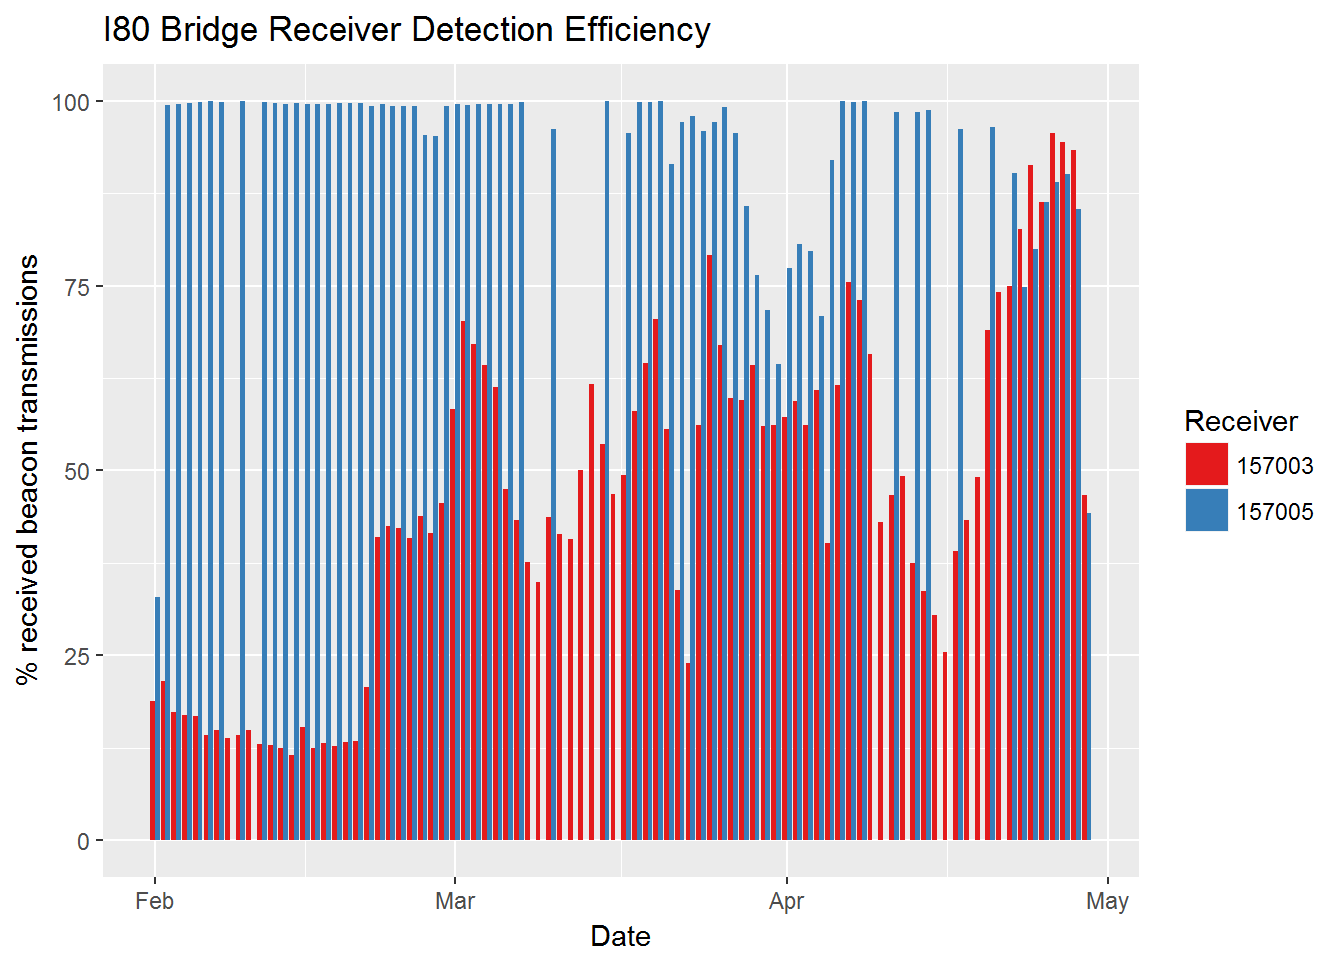 I80 Bridge Receiver Detection Efficiency
% received beacon transmissions
100
75
50
25
0
Feb
Mar
Apr
May
Date
Receiver
157003
157005